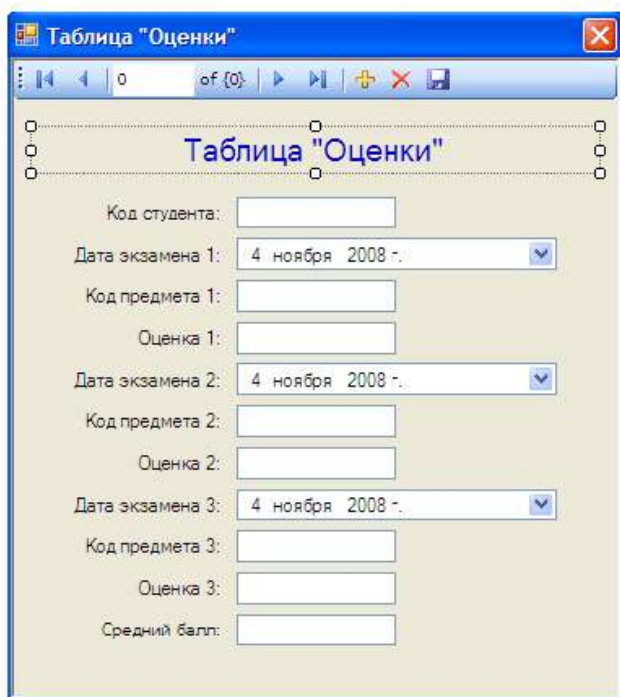 Таблица "Оценки"
0 of {0}
Таблица "Оценки"
Код студента:
Дата экзамена 1: 4 ноября 2008 г.
Код предмета 1:
Оценка 1:
Дата экзамена 2: 4 ноября 2008 г.
Код предмета 2:
Оценка 2:
Дата экзамена 3: 4 ноября 2008 г.
Код предмета 3:
Оценка 3:
Средний балл: